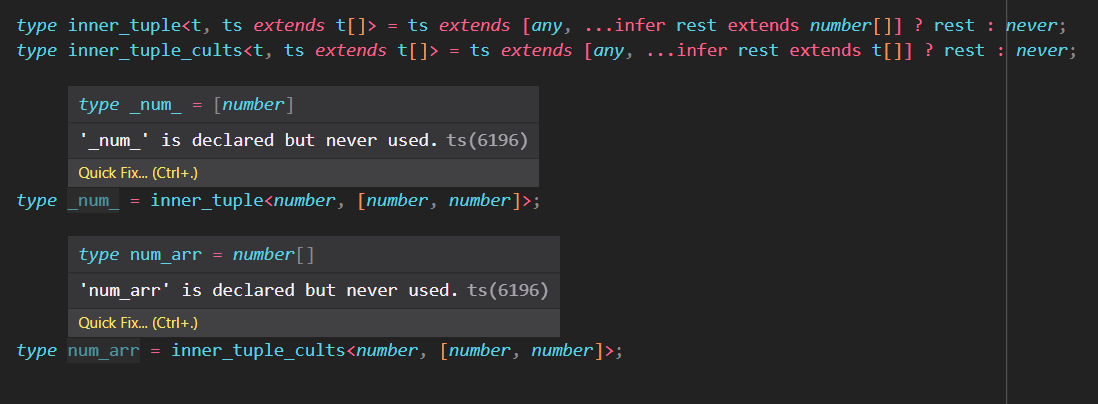 type inner_tuple<t, ts extends t[]> = ts extends [any, ...infer rest extends number[]] ? rest : never;
type inner_tuple_cults<t, ts extends t[]> = ts extends [any, ...infer rest extends t[]] ? rest : never;
type _num_ = [number]
'_num_' is declared but never used. ts(6196)
Quick Fix... (Ctrl+.)
type _num_ = inner_tuple<number, [number, number]>;
type num_arr = number[]
'num_arr' is declared but never used. ts(6196)
Quick Fix... (Ctrl+.)
type num_arr = inner_tuple_cults<number, [number, number]>;